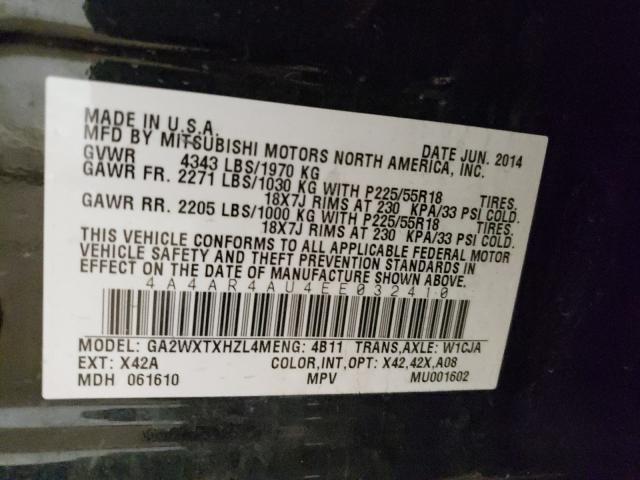 MADE IN U.S.A. DATE JUN. 2014
MFD BY MITSUBISHI MOTORS NORTH AMERICA, INC.
GVWR 4343 LBS/1970 KG
GAWR FR. 2271 LBS/1030 KG WITH P225/55R18 TIRES.
18X7J RIMS AT 230 KPA/33 PSI COLD.
GAWR RR. 2205 LBS/1000 KG WITH P225/55R18 TIRES.
18X7J RIMS AT 230 KPA/33 PSI COLD.
THIS VEHICLE CONFORMS TO ALL APPLICABLE FEDERAL MOTOR
VEHICLE SAFETY AND THEFT PREVENTION STANDARDS IN
EFFECT ON THE DATE OF MANUFACTURE SHOWN ABOVE.
4A4AR4AU4EE032410
MODEL: GA2WXTXHZL4MENG: 4B11 TRANS,AXLE: W1CJA
EXT: X42A COLOR,INT,OPT: X42,42X,A08
MDH 061610 MPV MU001602